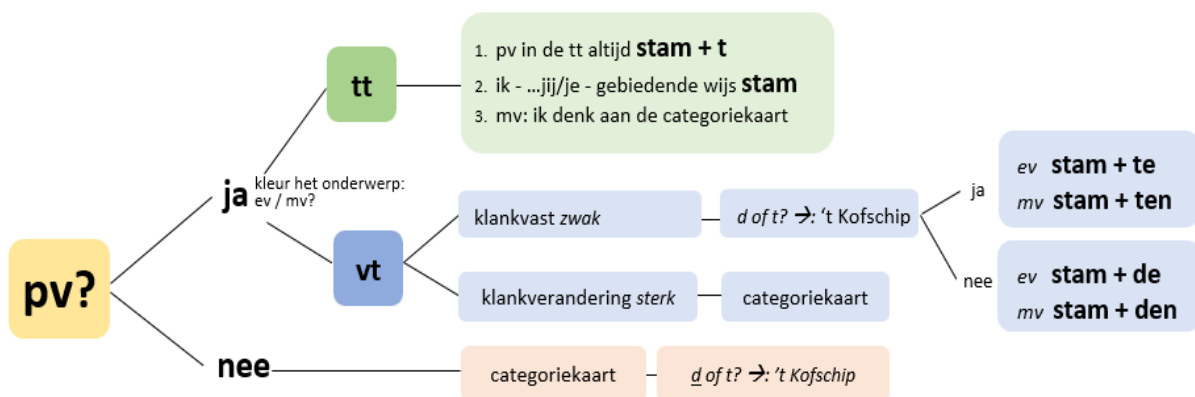 pv?
ja
kleur het onderwerp:
ev / mv?
tt
1. pv in de tt altijd stam + t
2. ik - ...jij/je - gebiedende wijs stam
3. mv: ik denk aan de categoriekaart
vt
klankvast zwak
d of t? →: ‘t Kofschip
ja
ev stam + te
mv stam + ten
nee
ev stam + de
mv stam + den
klankverandering sterk
categoriekaart
nee
categoriekaart
d of t? →: ‘t Kofschip